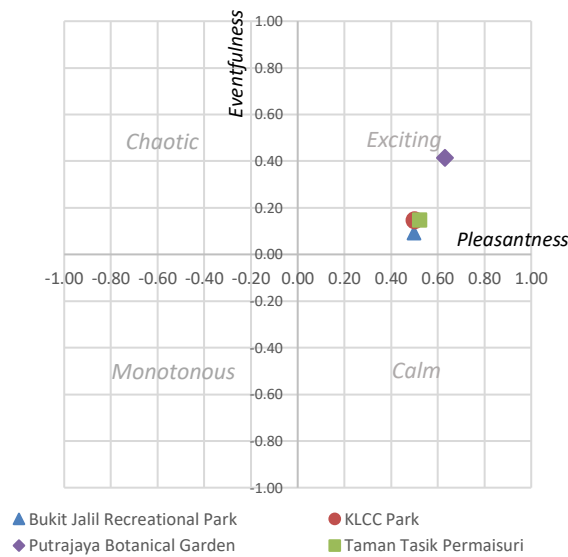 1.00
Eventfulness
0.80
0.60
Chaotic
Exciting
0.40
0.20
Pleasantness
0.00
-1.00 -0.80 -0.60 -0.40 -0.20 0.00 0.20 0.40 0.60 0.80 1.00
-0.20
-0.40
Monotonous
Calm
-0.60
-0.80
-1.00
Bukit Jalil Recreational Park
KLCC Park
Putrajaya Botanical Garden
Taman Tasik Permaisuri